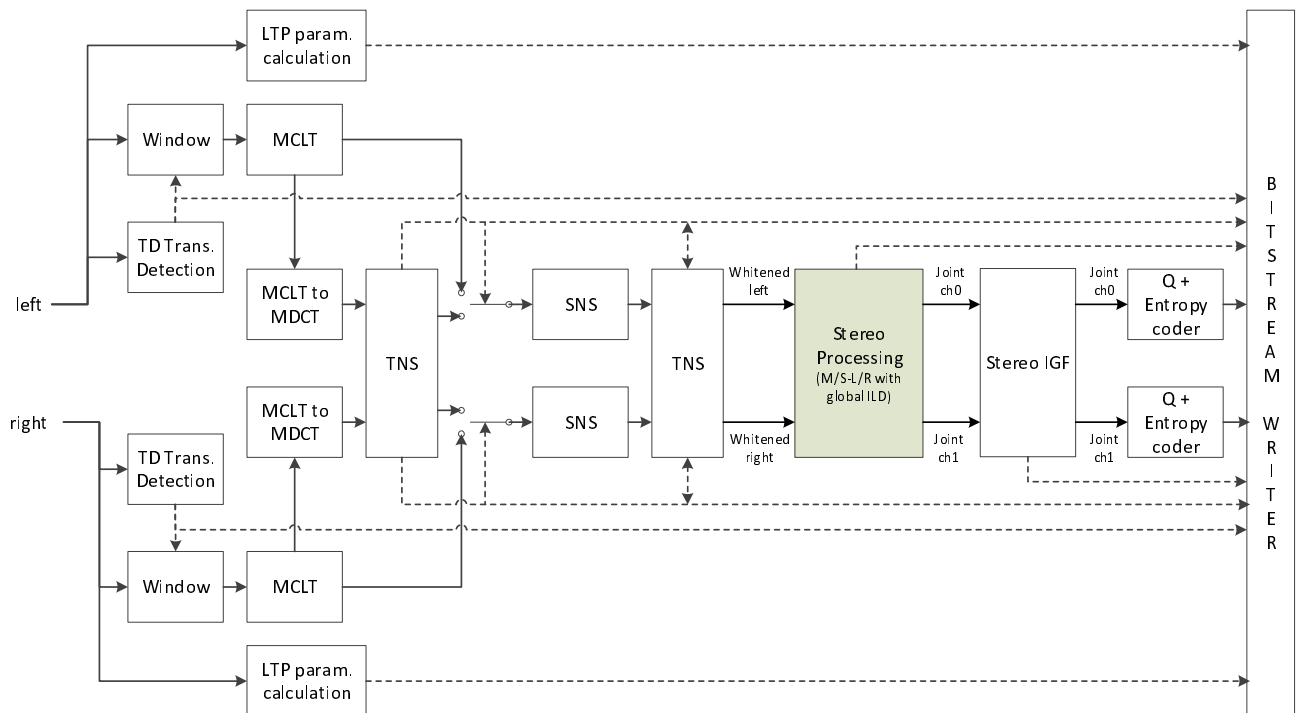 LTP param.
calculation
Window
MCLT
TD Trans.
Detection
left
MCLT to
MDCT
TNS
SNS
TNS
Whitened
left
Stereo
Processing
(M/S-L/R with
global ILD)
Joint
ch0
Stereo IGF
Joint
ch0
Q +
Entropy
coder
right
MCLT to
MDCT
SNS
Whitened
right
Joint
ch1
Joint
ch1
Q +
Entropy
coder
TD Trans.
Detection
Window
MCLT
LTP param.
calculation
BITSTREAM WRITER